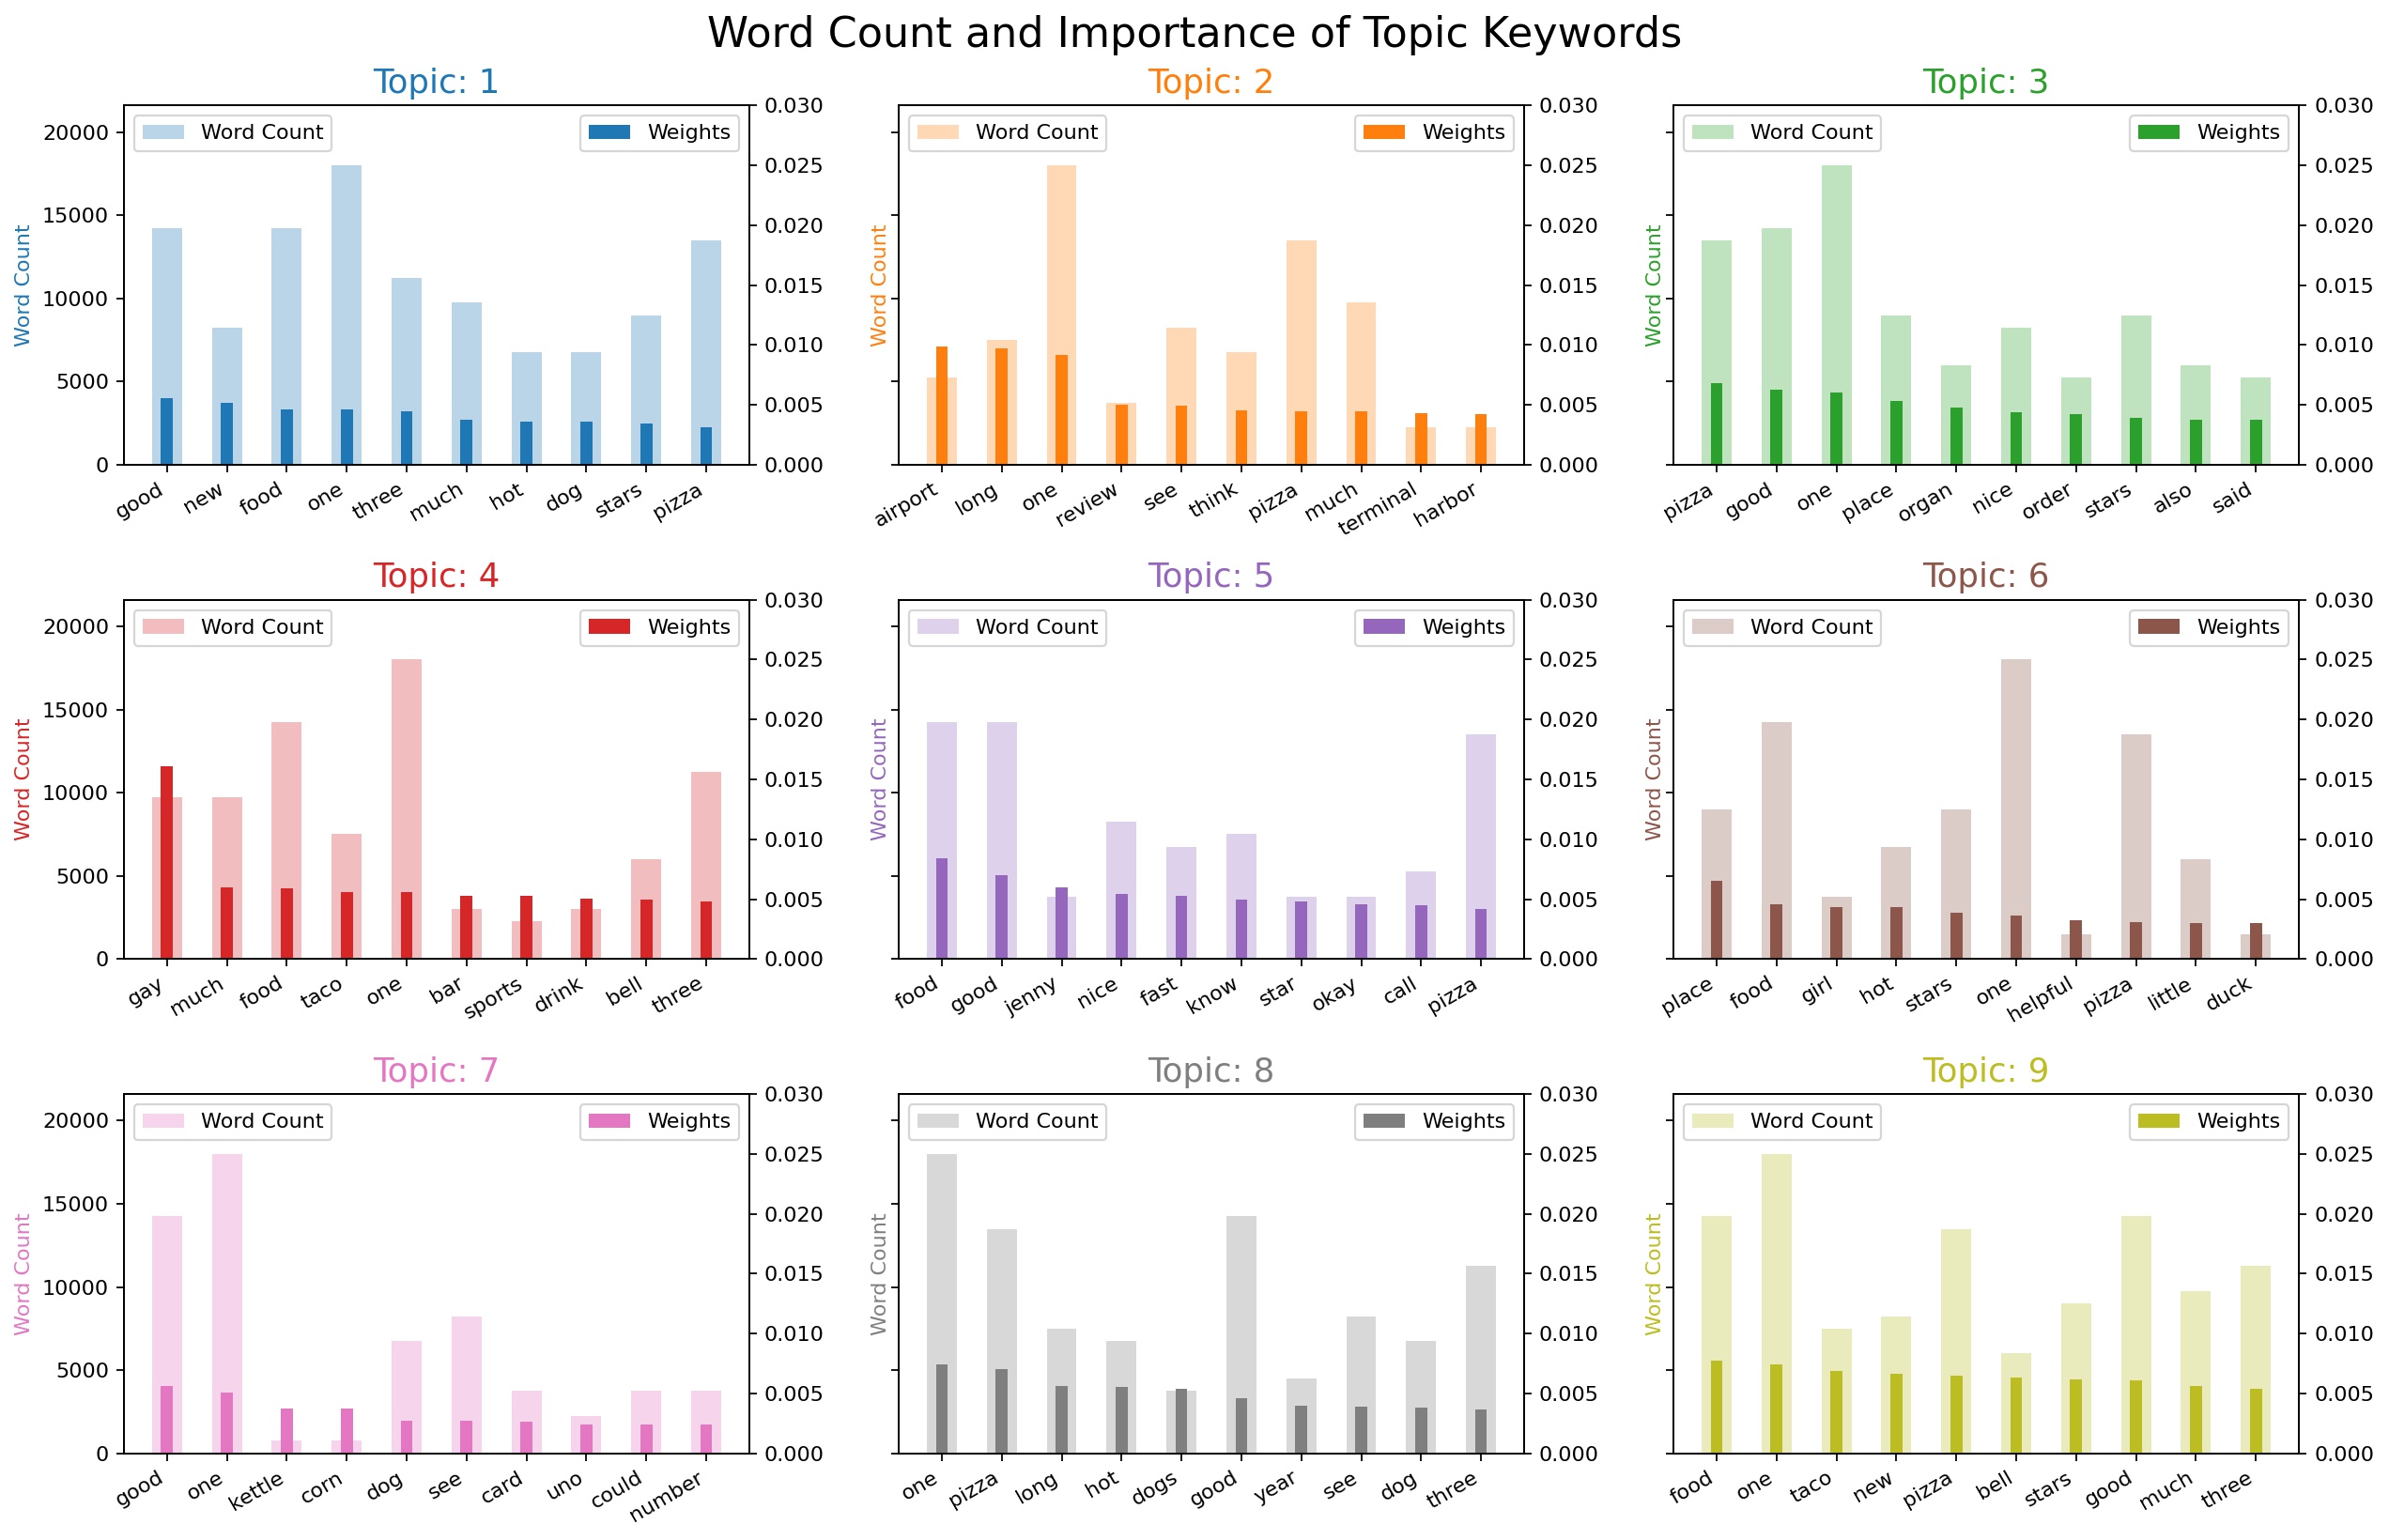 Word Count and Importance of Topic Keywords
Topic: 1
Word Count
Weights
20000
15000
10000
5000
0
0.030
0.025
0.020
0.015
0.010
0.005
0.000
Word Count
good new food one three much hot dog stars pizza
Topic: 2
Word Count
Weights
0.030
0.025
0.020
0.015
0.010
0.005
0.000
Word Count
airport long one review see think pizza much terminal harbor
Topic: 3
Word Count
Weights
0.030
0.025
0.020
0.015
0.010
0.005
0.000
Word Count
pizza good one place organ nice order stars also said
Topic: 4
Word Count
Weights
20000
15000
10000
5000
0
0.030
0.025
0.020
0.015
0.010
0.005
0.000
Word Count
gay much food taco one bar sports drink bell three
Topic: 5
Word Count
Weights
0.030
0.025
0.020
0.015
0.010
0.005
0.000
Word Count
food good jenny nice fast know star okay call pizza
Topic: 6
Word Count
Weights
0.030
0.025
0.020
0.015
0.010
0.005
0.000
Word Count
place food girl hot stars one helpful pizza little duck
Topic: 7
Word Count
Weights
20000
15000
10000
5000
0
0.030
0.025
0.020
0.015
0.010
0.005
0.000
Word Count
good one kettle corn dog see card uno could number
Topic: 8
Word Count
Weights
0.030
0.025
0.020
0.015
0.010
0.005
0.000
Word Count
one pizza long hot dogs good year see dog three
Topic: 9
Word Count
Weights
0.030
0.025
0.020
0.015
0.010
0.005
0.000
Word Count
food one taco new pizza bell stars good much three